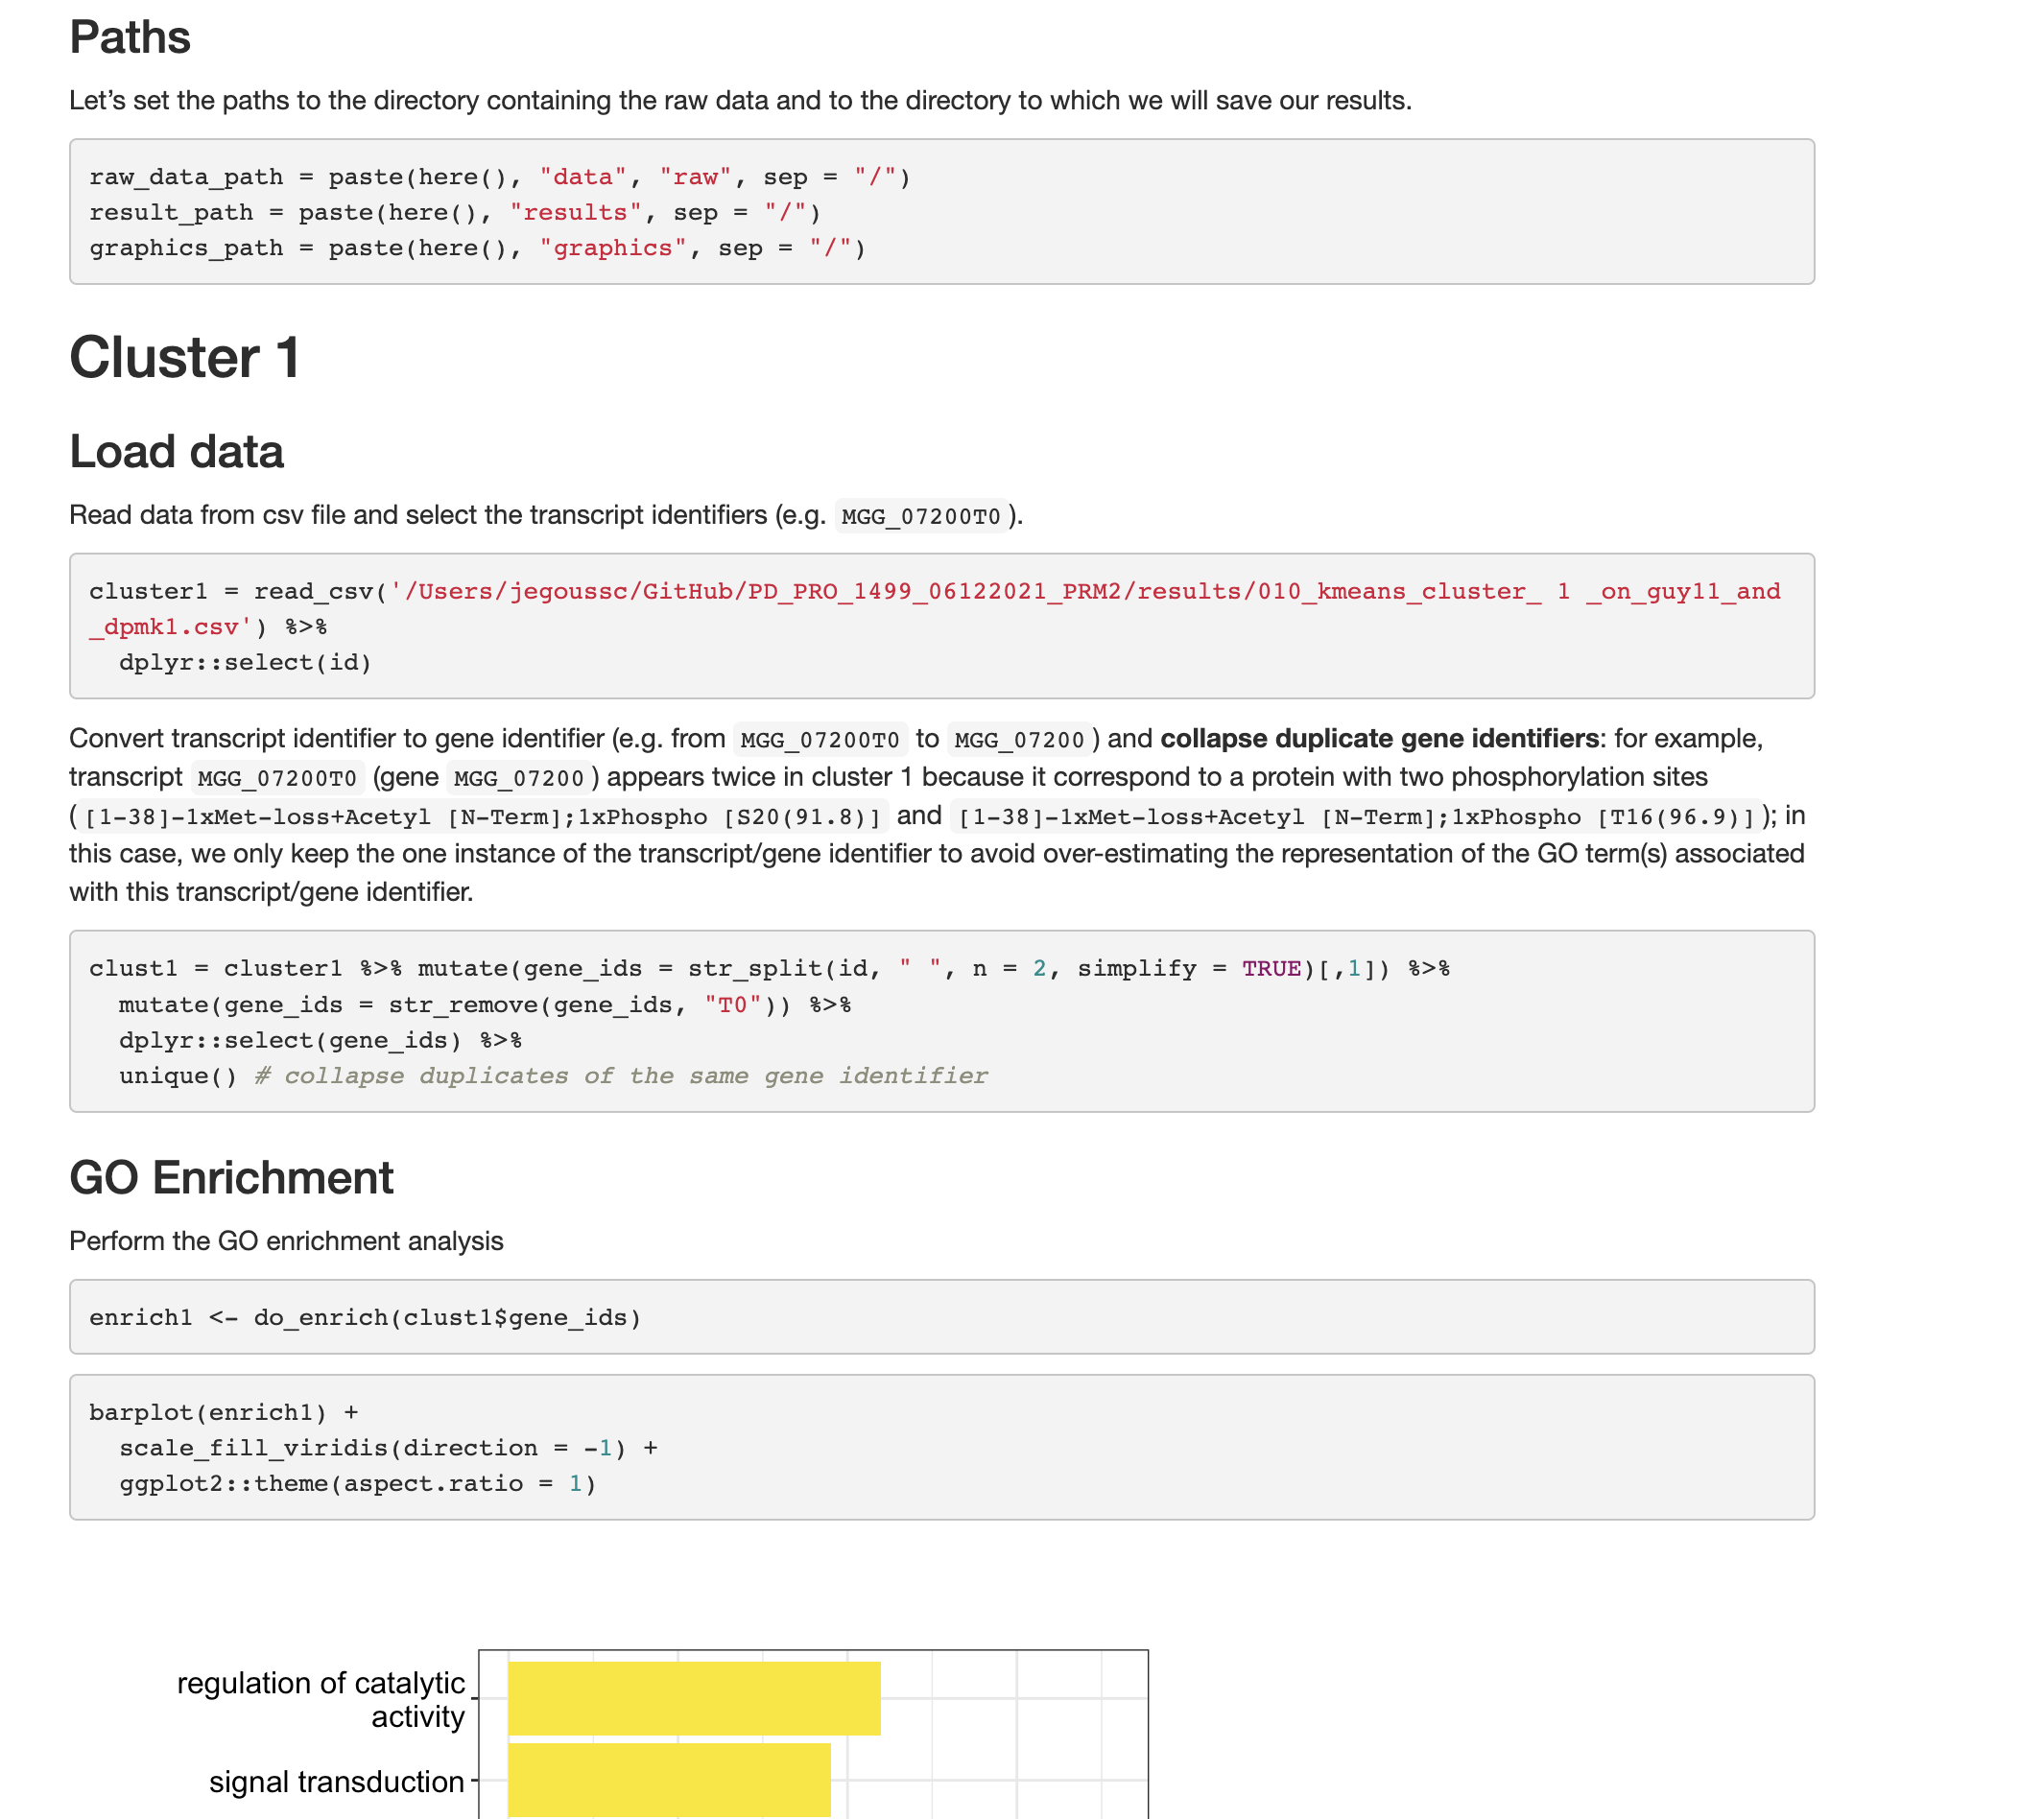 Paths
Let’s set the paths to the directory containing the raw data and to the directory to which we will save our results.
raw_data_path = paste(here(), "data", "raw", sep = "/")
result_path = paste(here(), "results", sep = "/")
graphics_path = paste(here(), "graphics", sep = "/")
Cluster 1
Load data
Read data from csv file and select the transcript identifiers (e.g. MGG_07200T0).
cluster1 = read_csv('/Users/jegoussc/GitHub/PD_PRO_1499_06122021_PRM2/results/010_kmeans_cluster_ 1 _on_guy11_and
_dpmk1.csv') %>%
  dplyr::select(id)
Convert transcript identifier to gene identifier (e.g. from MGG_07200T0 to MGG_07200) and collapse duplicate gene identifiers: for example,
transcript MGG_07200T0 (gene MGG_07200) appears twice in cluster 1 because it correspond to a protein with two phosphorylation sites
([1-38]-1xMet-loss+Acetyl [N-Term];1xPhospho [S20(91.8)] and [1-38]-1xMet-loss+Acetyl [N-Term];1xPhospho [T16(96.9)]); in
this case, we only keep the one instance of the transcript/gene identifier to avoid over-estimating the representation of the GO term(s) associated
with this transcript/gene identifier.
clust1 = cluster1 %>% mutate(gene_ids = str_split(id, " ", n = 2, simplify = TRUE)[,1]) %>%
  mutate(gene_ids = str_remove(gene_ids, "T0")) %>%
  dplyr::select(gene_ids) %>%
  unique() # collapse duplicates of the same gene identifier
GO Enrichment
Perform the GO enrichment analysis
enrich1 <- do_enrich(clust1$gene_ids)
barplot(enrich1) +
  scale_fill_viridis(direction = -1) +
  ggplot2::theme(aspect.ratio = 1)
regulation of catalytic
activity
signal transduction